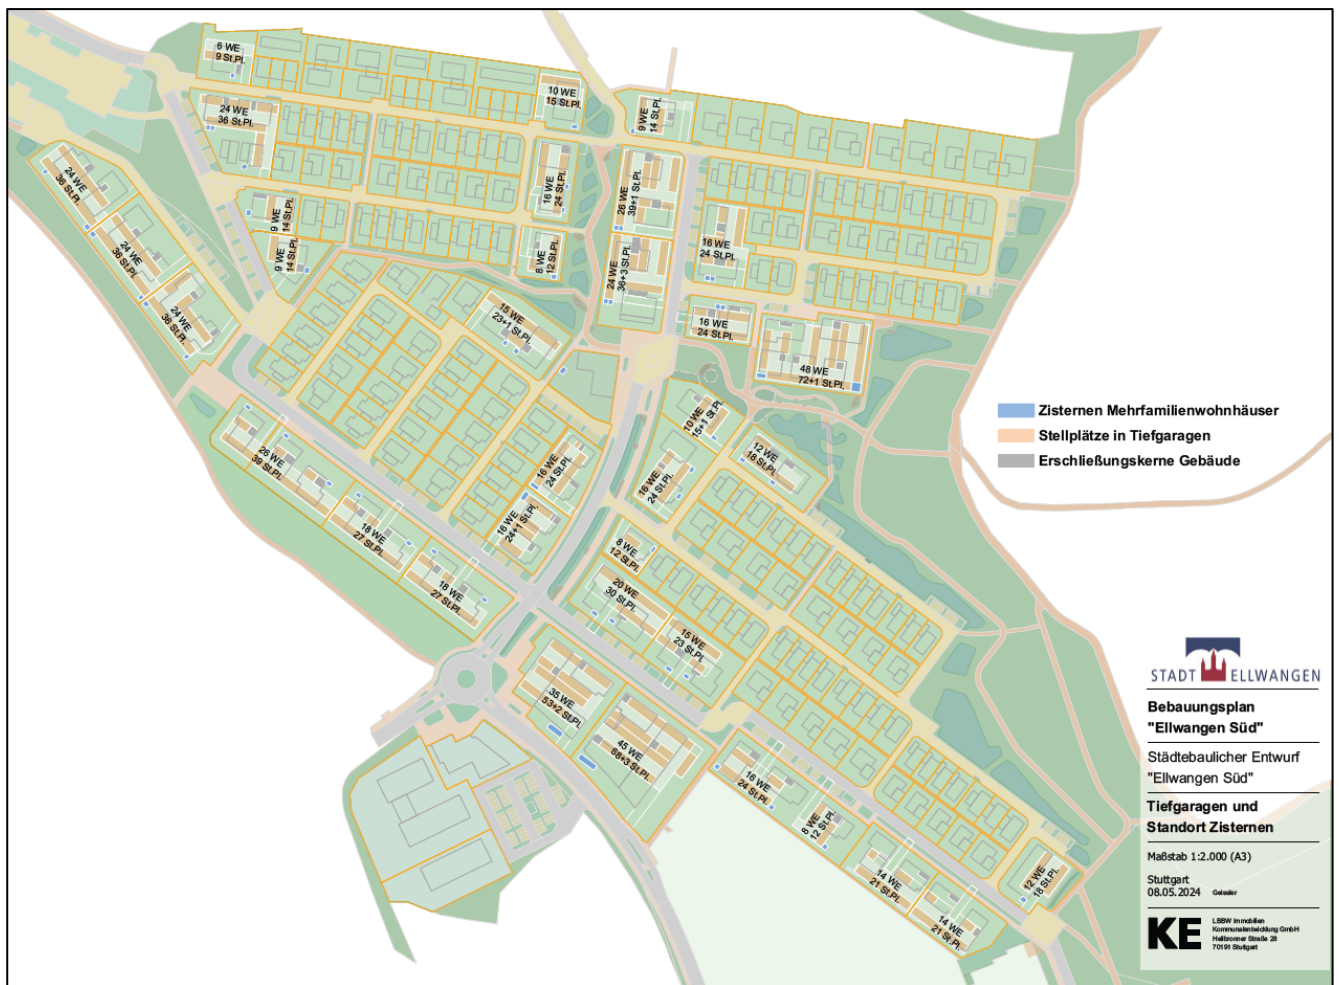 6 WE
9 St.Pl.
24 WE
36 St.Pl.
10 WE
15 St.Pl.
9 WE
14 St.Pl.
24 WE
36 St.Pl.
24 WE
36 St.Pl.
24 WE
36 St.Pl.
9 WE
14 St.Pl.
9 WE
14 St.Pl.
16 WE
24 St.Pl.
8 WE
12 St.Pl.
26 WE
39+1 St.Pl.
24 WE
36+3 St.Pl.
16 WE
24 St.Pl.
16 WE
24 St.Pl.
48 WE
72+1 St.Pl.
15 WE
23+1 St.Pl.
10 WE
15+1 St.Pl.
12 WE
18 St.Pl.
16 WE
24 St.Pl.
16 WE
24 St.Pl.
16 WE
24+1 St.Pl.
26 WE
39 St.Pl.
18 WE
27 St.Pl.
18 WE
27 St.Pl.
8 WE
12 St.Pl.
20 WE
30 St.Pl.
15 WE
23 St.Pl.
35 WE
53+2 St.Pl.
45 WE
68+3 St.Pl.
16 WE
24 St.Pl.
8 WE
12 St.Pl.
14 WE
21 St.Pl.
14 WE
21 St.Pl.
12 WE
18 St.Pl.
Zisternen Mehrfamilienwohnhäuser
Stellplätze in Tiefgaragen
Erschließungskerne Gebäude
STADT ELLWANGEN
Bebauungsplan
"Ellwangen Süd"
Städtebaulicher Entwurf
"Ellwangen Süd"
Tiefgaragen und
Standort Zisternen
Maßstab 1:2.000 (A3)
Stuttgart
08.05.2024 Geiseler
KE
LBBW Immobilien
Kommunalentwicklung GmbH
Heilbronner Straße 28
70191 Stuttgart